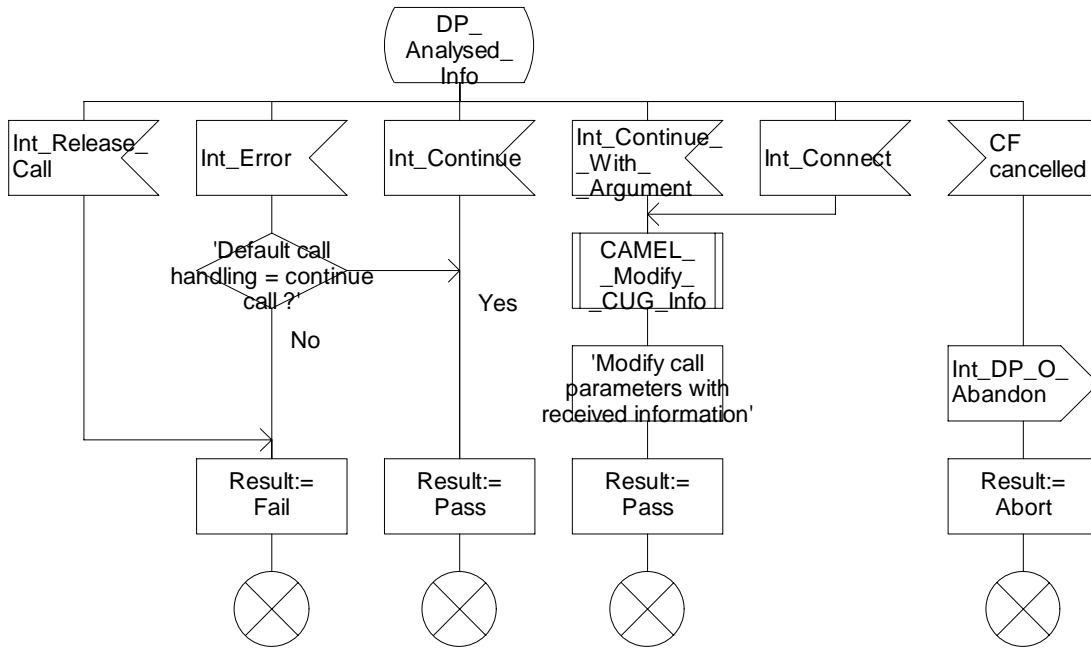 DP_
Analysed_
Info
Int_Release_
Call
Int_Error
Int_Continue
Int_Continue_
_With_
_Argument
Int_Connect
CF
cancelled
'Default call
handling = continue
call ?'
Yes
No
CAMEL_
_Modify_
_CUG_Info
'Modify call
parameters with
received information'
Int_DP_O_
Abandon
Result:=
Fail
Result:=
Pass
Result:=
Pass
Result:=
Abort